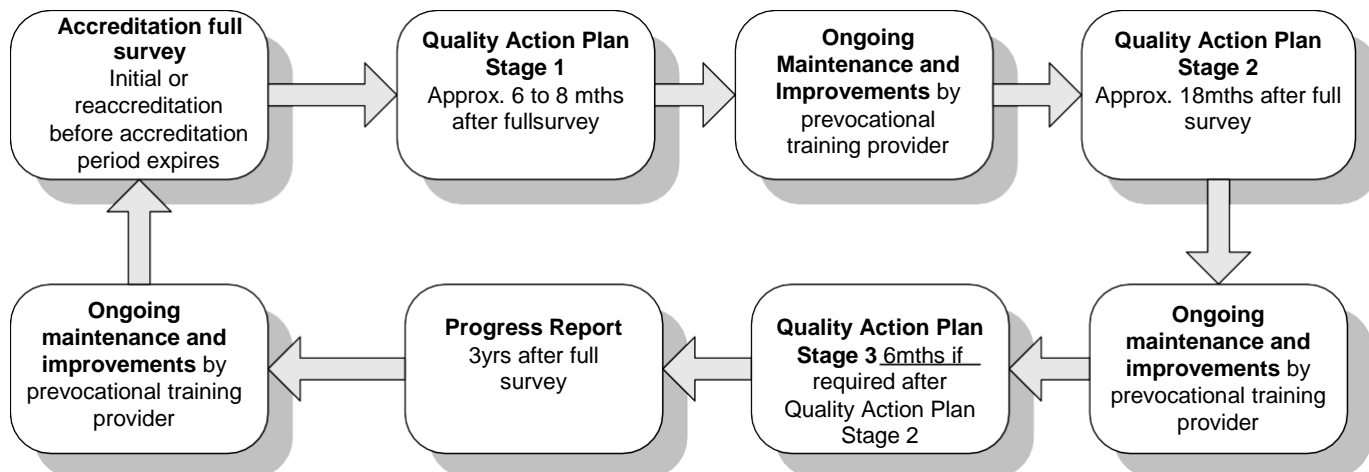 Accreditation full
survey
Initial or
reaccreditation
before accreditation
period expires
Quality Action Plan
Stage 1
Approx. 6 to 8 mths
after fullsurvey
Ongoing
Maintenance and
Improvements by
prevocational
training provider
Quality Action Plan
Stage 2
Approx. 18mths after full
survey
Ongoing
maintenance and
improvements by
prevocational training
provider
Quality Action Plan
Stage 3 6mths if
required after
Quality Action Plan
Stage 2
Progress Report
3yrs after full
survey
Ongoing
maintenance and
improvements by
prevocational training
provider